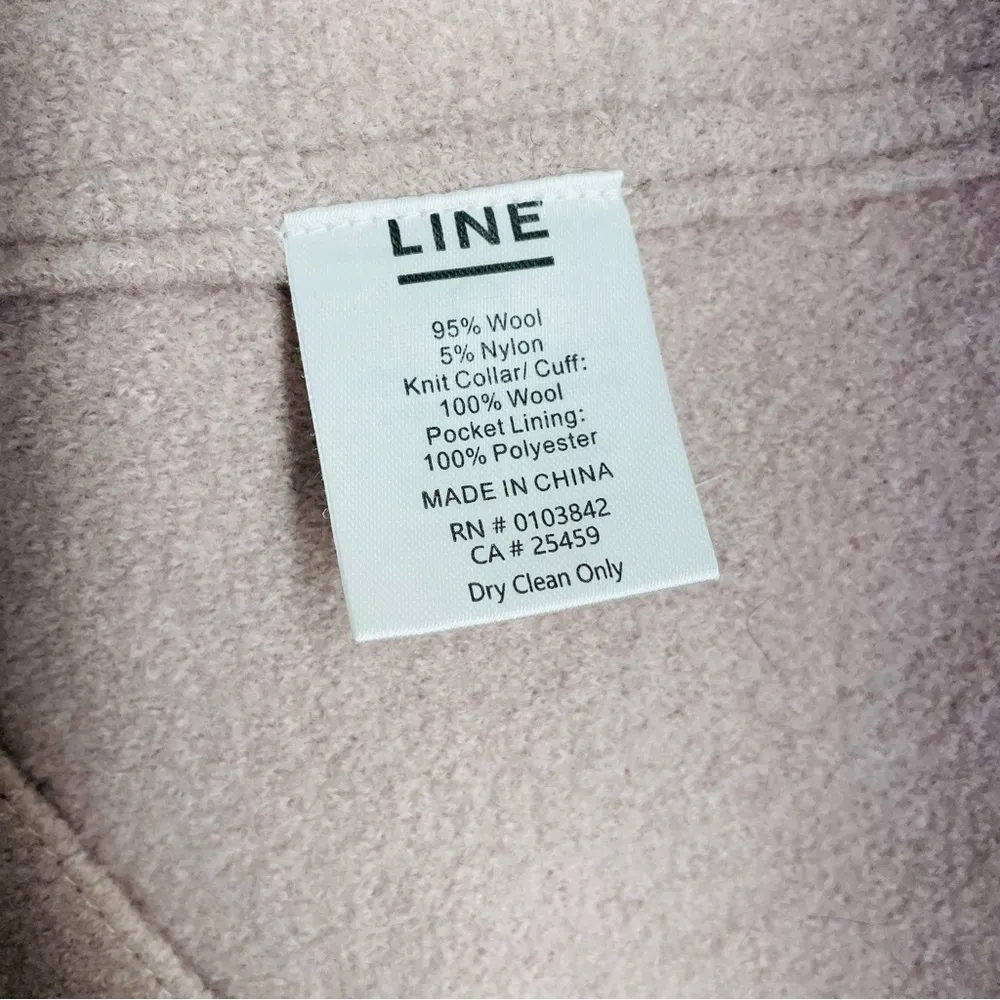 LINE
95% Wool
5% Nylon
Knit Collar/ Cuff:
100% Wool
Pocket Lining:
100% Polyester
MADE IN CHINA
RN # 0103842
CA # 25459
Dry Clean Only